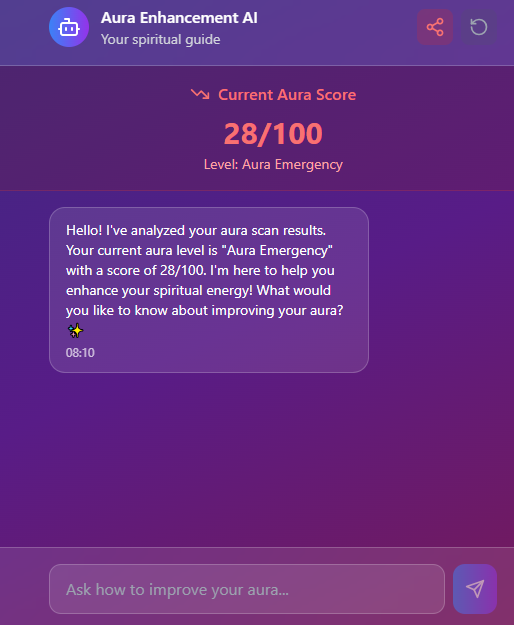 Aura Enhancement AI
Your spiritual guide
Current Aura Score
28/100
Level: Aura Emergency
Hello! I've analyzed your aura scan results.
Your current aura level is "Aura Emergency"
with a score of 28/100. I'm here to help you
enhance your spiritual energy! What would
you like to know about improving your aura?
✨
08:10
Ask how to improve your aura...